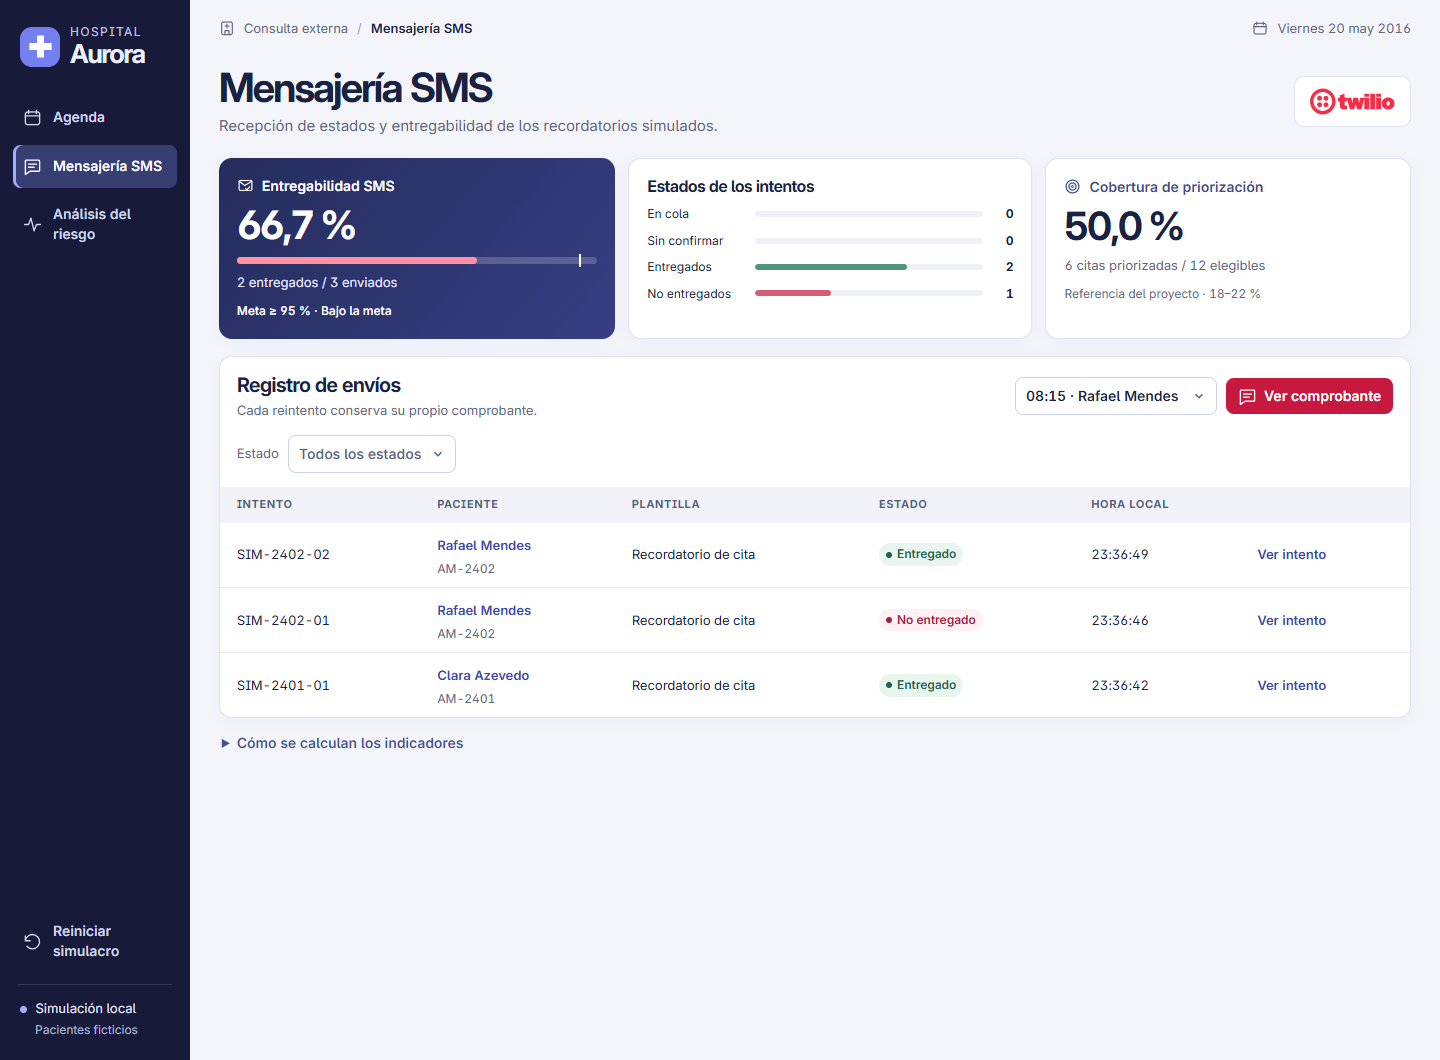 HOSPITAL
Aurora
Agenda
Mensajería SMS
Análisis del
riesgo
Reiniciar
simulacro
Simulación local
Pacientes ficticios
Consulta externa / Mensajería SMS
Viernes 20 may 2016
Mensajería SMS
Recepción de estados y entregabilidad de los recordatorios simulados.
twilio
Entregabilidad SMS
66,7 %
2 entregados / 3 enviados
Meta ≥ 95 % · Bajo la meta
Estados de los intentos
En cola 0
Sin confirmar 0
Entregados 2
No entregados 1
Cobertura de priorización
50,0 %
6 citas priorizadas / 12 elegibles
Referencia del proyecto · 18–22 %
Registro de envíos
Cada reintento conserva su propio comprobante.
08:15 · Rafael Mendes
Ver comprobante
Estado Todos los estados
INTENTO PACIENTE PLANTILLA ESTADO HORA LOCAL
SIM-2402-02 Rafael Mendes AM-2402 Recordatorio de cita Entregado 23:36:49 Ver intento
SIM-2402-01 Rafael Mendes AM-2402 Recordatorio de cita No entregado 23:36:46 Ver intento
SIM-2401-01 Clara Azevedo AM-2401 Recordatorio de cita Entregado 23:36:42 Ver intento
Cómo se calculan los indicadores